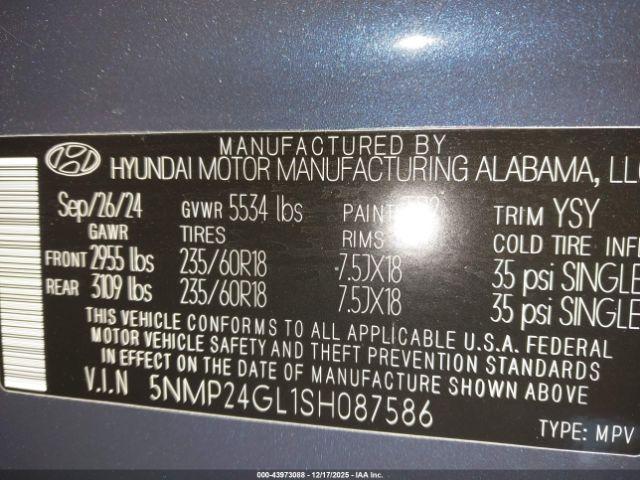 MANUFACTURED BY
HYUNDAI MOTOR MANUFACTURING ALABAMA, LLC
Sep/26/24 GVWR 5534 lbs PAINT TRIM YSY
GAWR TIRES RIMS COLD TIRE INFL
FRONT 2955 lbs 235/60R18 7.5JX18 35 psi SINGLE
REAR 3109 lbs 235/60R18 7.5JX18 35 psi SINGLE
THIS VEHICLE CONFORMS TO ALL APPLICABLE U.S.A. FEDERAL
MOTOR VEHICLE SAFETY AND THEFT PREVENTION STANDARDS
IN EFFECT ON THE DATE OF MANUFACTURE SHOWN ABOVE
V.I.N 5NMP24GL1SH087586
TYPE: MPV
000-43973088 - 12/17/2025 - IAA Inc.